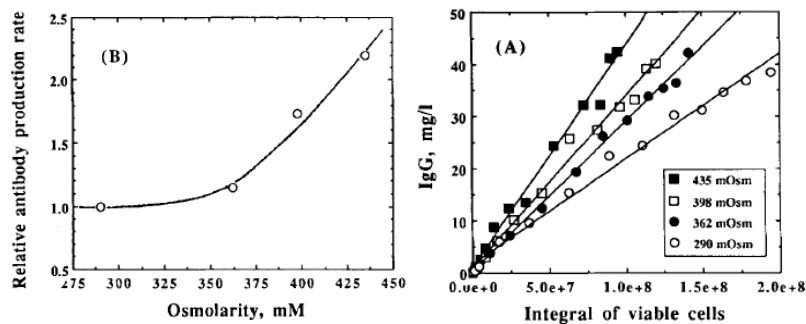 (B)
Relative antibody production rate
2.5
2.0
1.5
1.0
0.5
275
300
325
350
375
400
425
450
Osmolarity, mM
(A)
IgG, mg/l
50
40
30
20
10
0
0.0e+0
5.0e+7
1.0e+8
1.5e+8
2.0e+8
Integral of viable cells
435 mOsm
398 mOsm
362 mOsm
290 mOsm